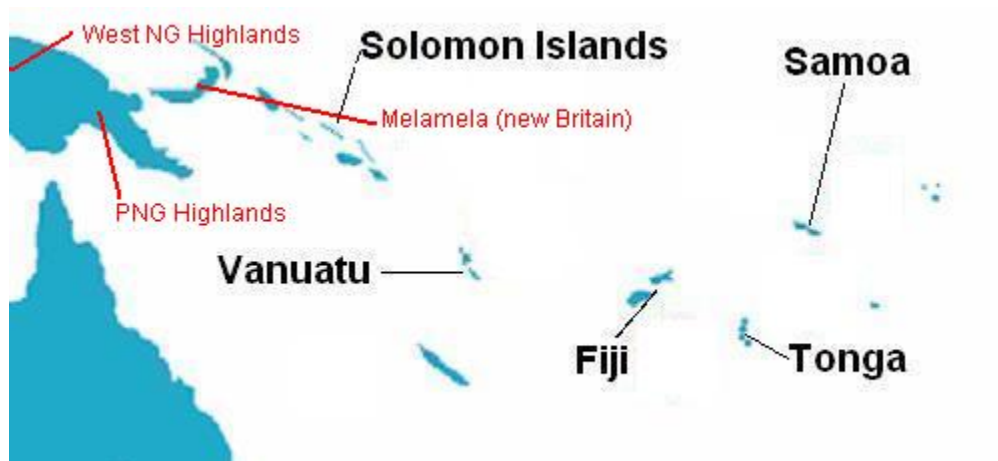 West NG Highlands
Solomon Islands
Samoa
Melamela (new Britain)
PNG Highlands
Vanuatu
Fiji
Tonga